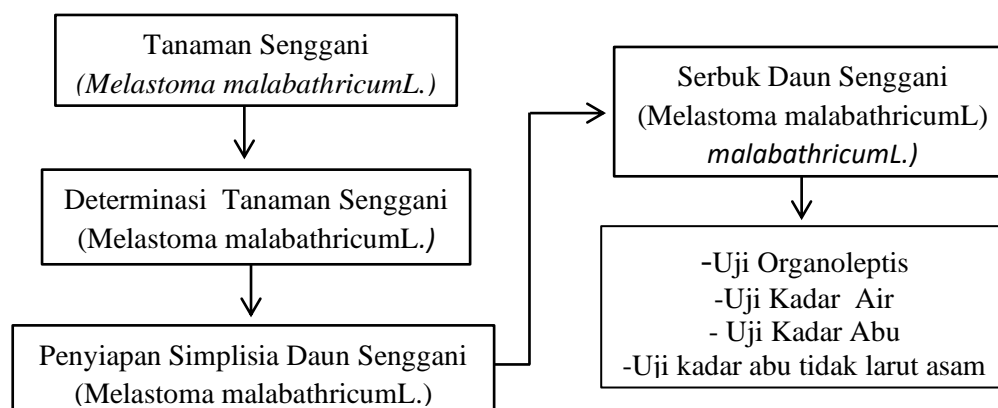 Tanaman Senggani
(Melastoma malabathricumL.)
Determinasi Tanaman Senggani
(Melastoma malabathricumL.)
Penyiapan Simplisia Daun Senggani
(Melastoma malabathricumL.)
Serbuk Daun Senggani
(Melastoma malabathricumL)
malabathricumL.)
-Uji Organoleptis
-Uji Kadar Air
- Uji Kadar Abu
-Uji kadar abu tidak larut asam